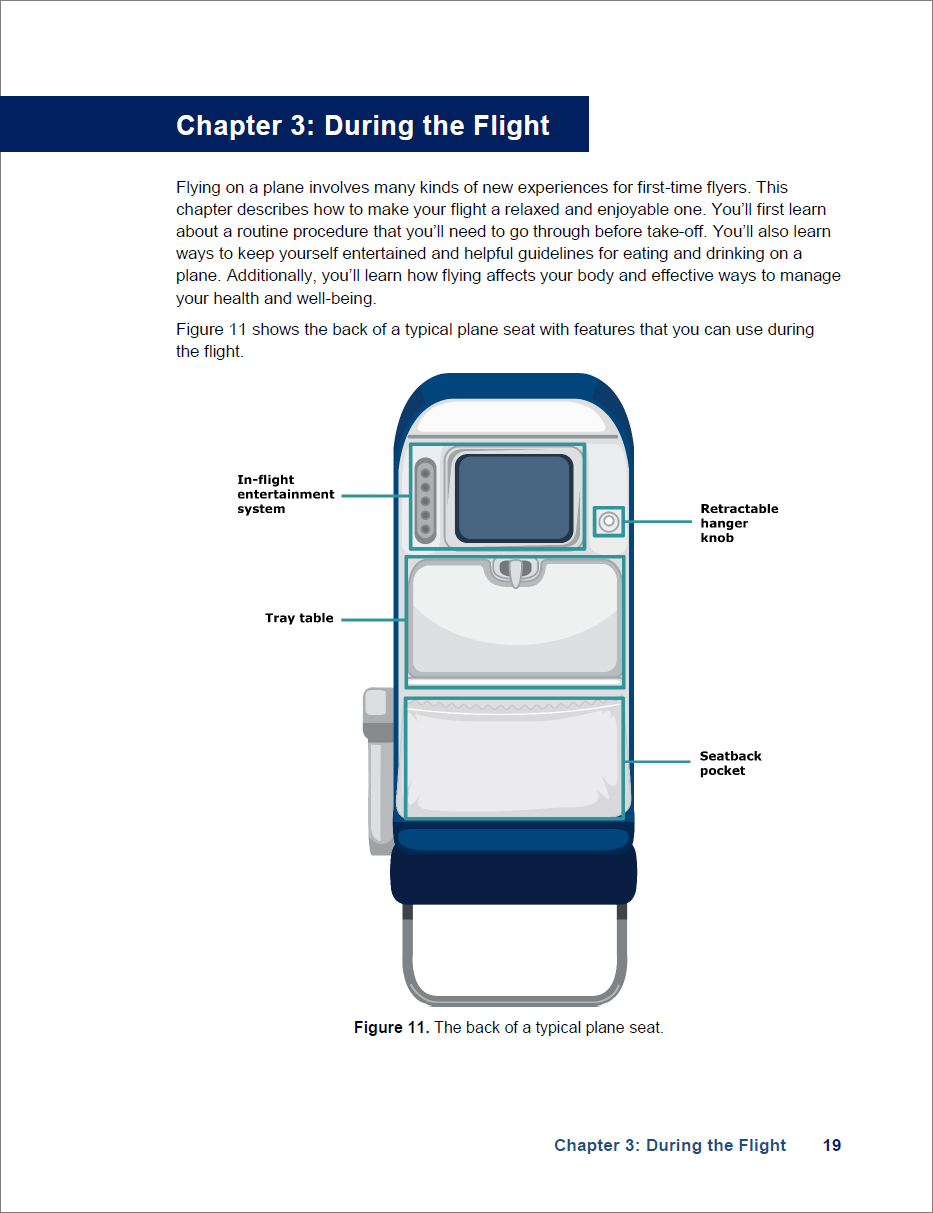 Chapter 3: During the Flight
Flying on a plane involves many kinds of new experiences for first-time flyers. This
chapter describes how to make your flight a relaxed and enjoyable one. You’ll first learn
about a routine procedure that you’ll need to go through before take-off. You’ll also learn
ways to keep yourself entertained and helpful guidelines for eating and drinking on a
plane. Additionally, you’ll learn how flying affects your body and effective ways to manage
your health and well-being.
Figure 11 shows the back of a typical plane seat with features that you can use during
the flight.
In-flight
entertainment
system
Retractable
hanger
knob
Tray table
Seatback
pocket
Figure 11. The back of a typical plane seat.
Chapter 3: During the Flight 19